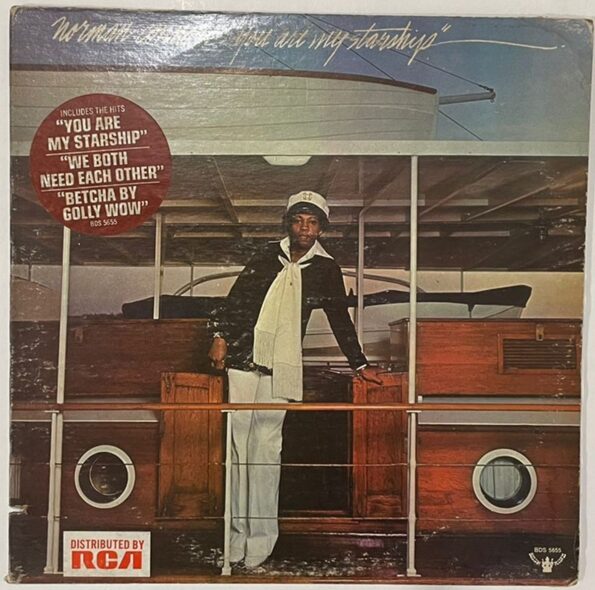 norman "you are my starship"
INCLUDES THE HITS
"YOU ARE
MY STARSHIP"
"WE BOTH
NEED EACH OTHER"
"BETCHA BY
GOLLY WOW"
BDS 5655
DISTRIBUTED BY
RCA
BDS 5655